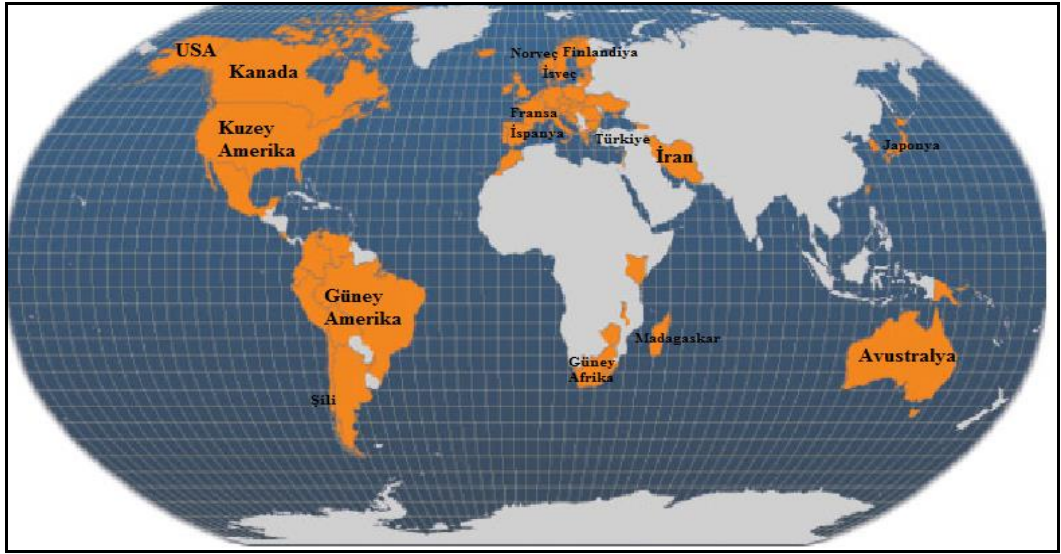 USA
Kanada
Norveç Finlandiya
İsveç
Fransa
Kuzey
Amerika
İspanya
Türkiye
Japonya
İran
Güney
Amerika
Madagaskar
Avustralya
Güney
Afrika
Şili